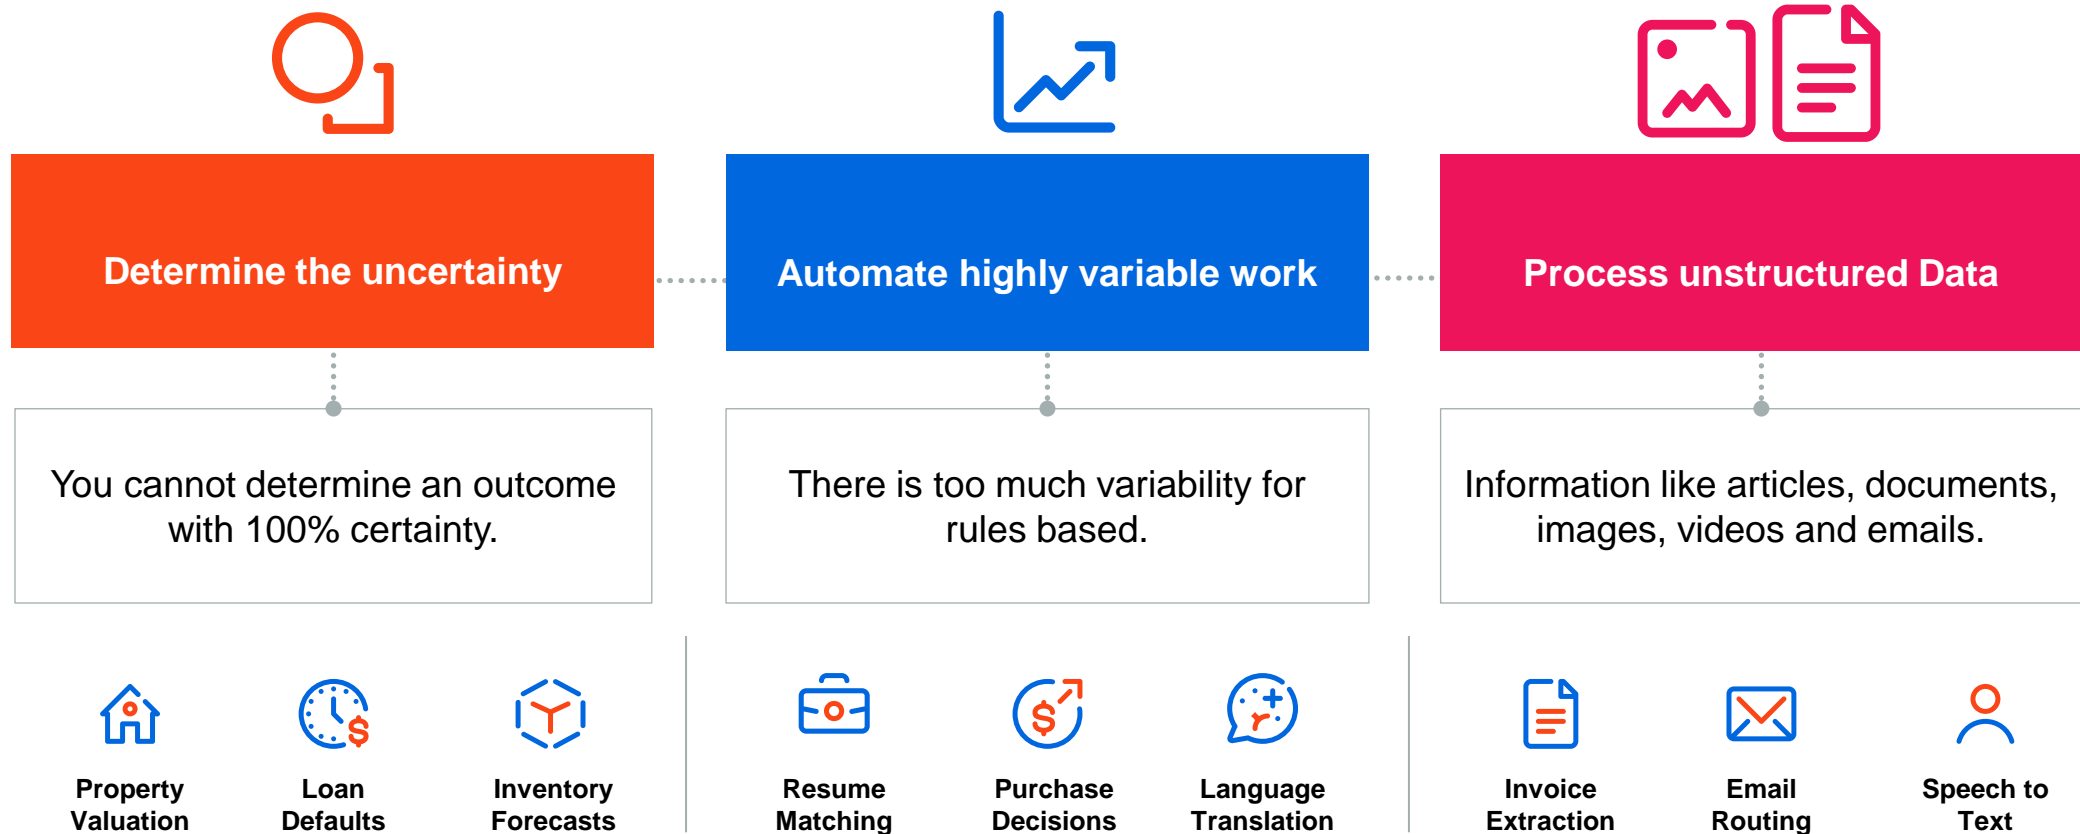 Determine the uncertainty
Automate highly variable work
Process unstructured Data
You cannot determine an outcome
with 100% certainty.
There is too much variability for
rules based.
Information like articles, documents,
images, videos and emails.
Property
Valuation
Loan
Defaults
Inventory
Forecasts
Resume
Matching
Purchase
Decisions
Language
Translation
Invoice
Extraction
Email
Routing
Speech to
Text